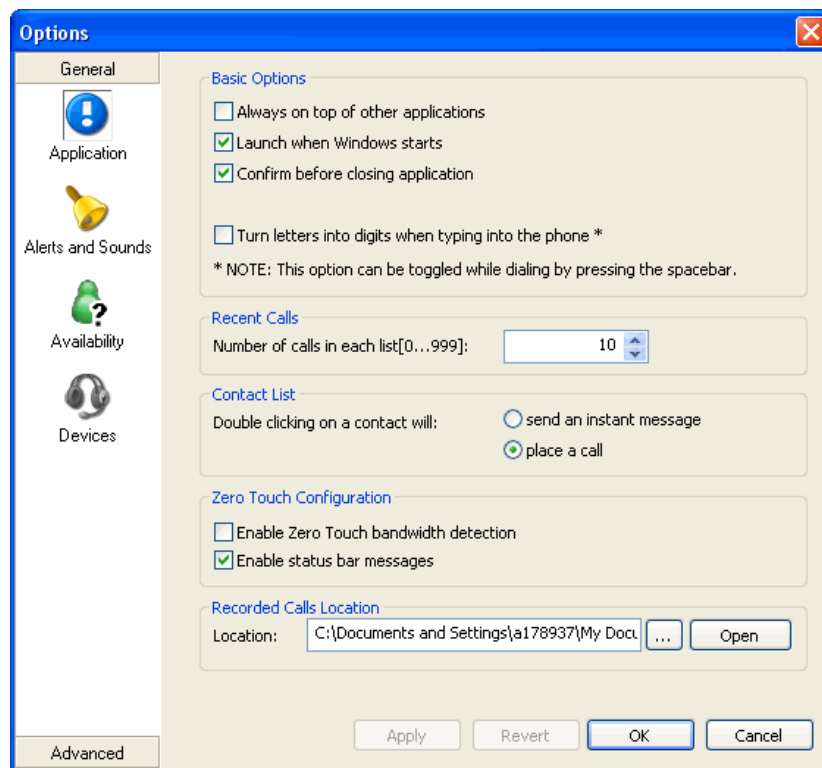 Options
General
Application
Alerts and Sounds
Availability
Devices
Advanced
Basic Options
Always on top of other applications
Launch when Windows starts
Confirm before closing application
Turn letters into digits when typing into the phone *
* NOTE: This option can be toggled while dialing by pressing the spacebar.
Recent Calls
Number of calls in each list[0...999]: 10
Contact List
Double clicking on a contact will: send an instant message
place a call
Zero Touch Configuration
Enable Zero Touch bandwidth detection
Enable status bar messages
Recorded Calls Location
Location: C:\Documents and Settings\a178937\My Docu ... Open
Apply Revert OK Cancel